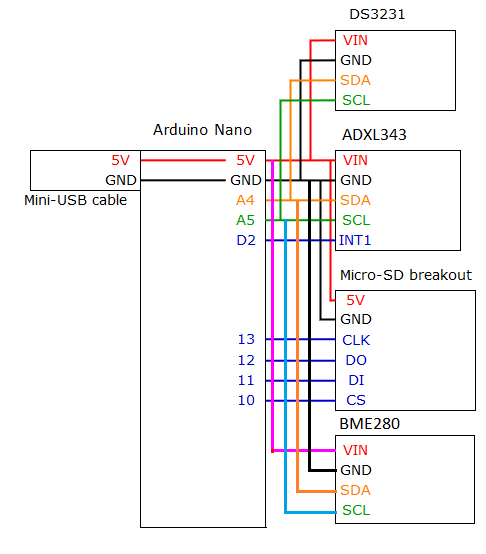 DS3231
VIN
GND
SDA
SCL
Arduino Nano
ADXL343
5V 5V VIN
GND GND GND
Mini-USB cable A4 SDA
A5 SCL
D2 INT1
Micro-SD breakout
5V
GND
13 CLK
12 DO
11 DI
10 CS
BME280
VIN
GND
SDA
SCL